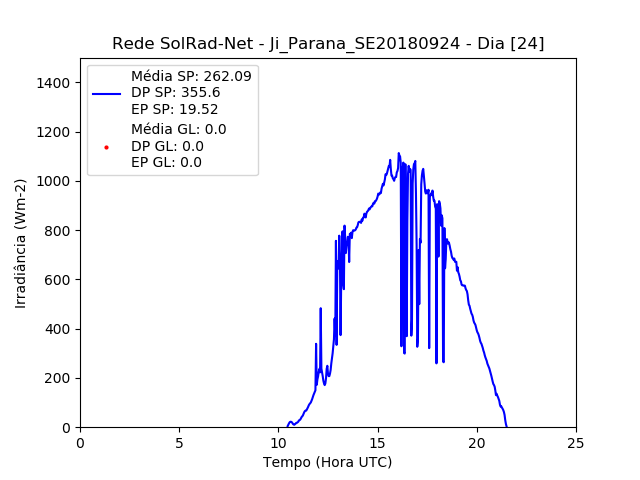 Rede SolRad-Net - Ji_Parana_SE20180924 - Dia [24]
Média SP: 262.09
DP SP: 355.6
EP SP: 19.52
Média GL: 0.0
DP GL: 0.0
EP GL: 0.0
Irradiância (Wm-2)
1400
1200
1000
800
600
400
200
0
0 5 10 15 20 25
Tempo (Hora UTC)